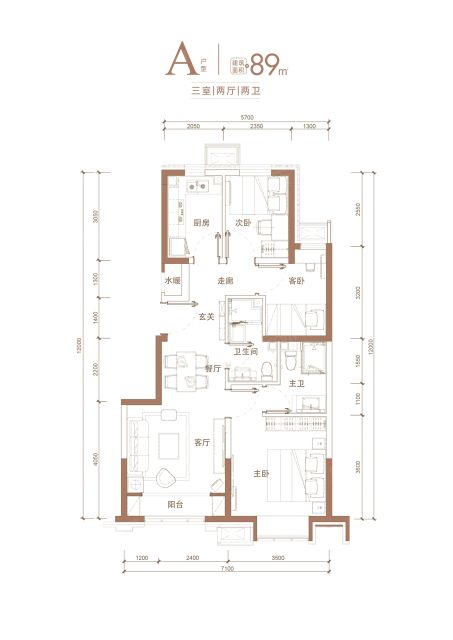 A 户型 建筑面积 89㎡
三室|两厅|两卫
5700
2050 2350 1300
厨房 次卧
水暖 走廊 客卧
玄关
卫生间
餐厅
主卫
客厅
主卧
阳台
12000
3050
1300
1400
2200
4050
2550
3200
1550
1100
3600
12000
1200 2400 3500
7100